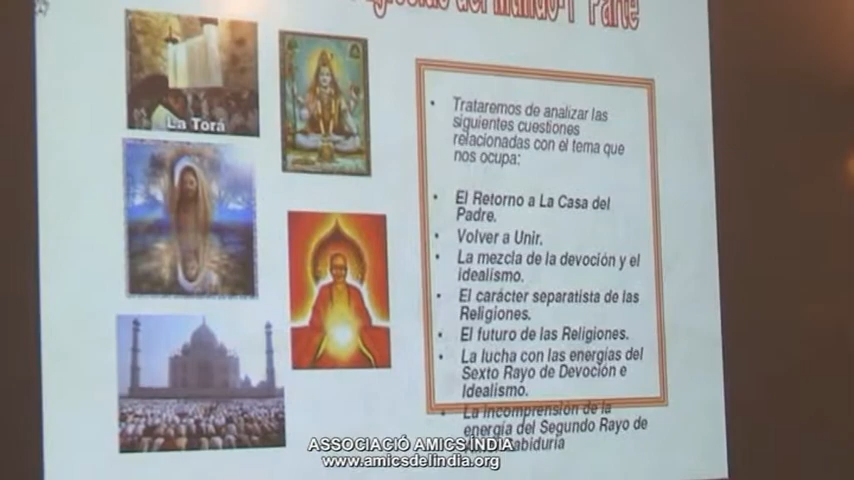 del Mundo-1ª Parte
La Torá
• Trataremos de analizar las
siguientes cuestiones
relacionadas con el tema que
nos ocupa:
• El Retorno a La Casa del
Padre.
• Volver a Unir.
• La mezcla de la devoción y el
idealismo.
• El carácter separatista de las
Religiones.
• El futuro de las Religiones.
• La lucha con las energías del
Sexto Rayo de Devoción e
Idealismo.
• La incomprensión de la
energía del Segundo Rayo de
Sabiduría
ASSOCIACIÓ AMICS ÍNDIA
www.amicsdelindia.org